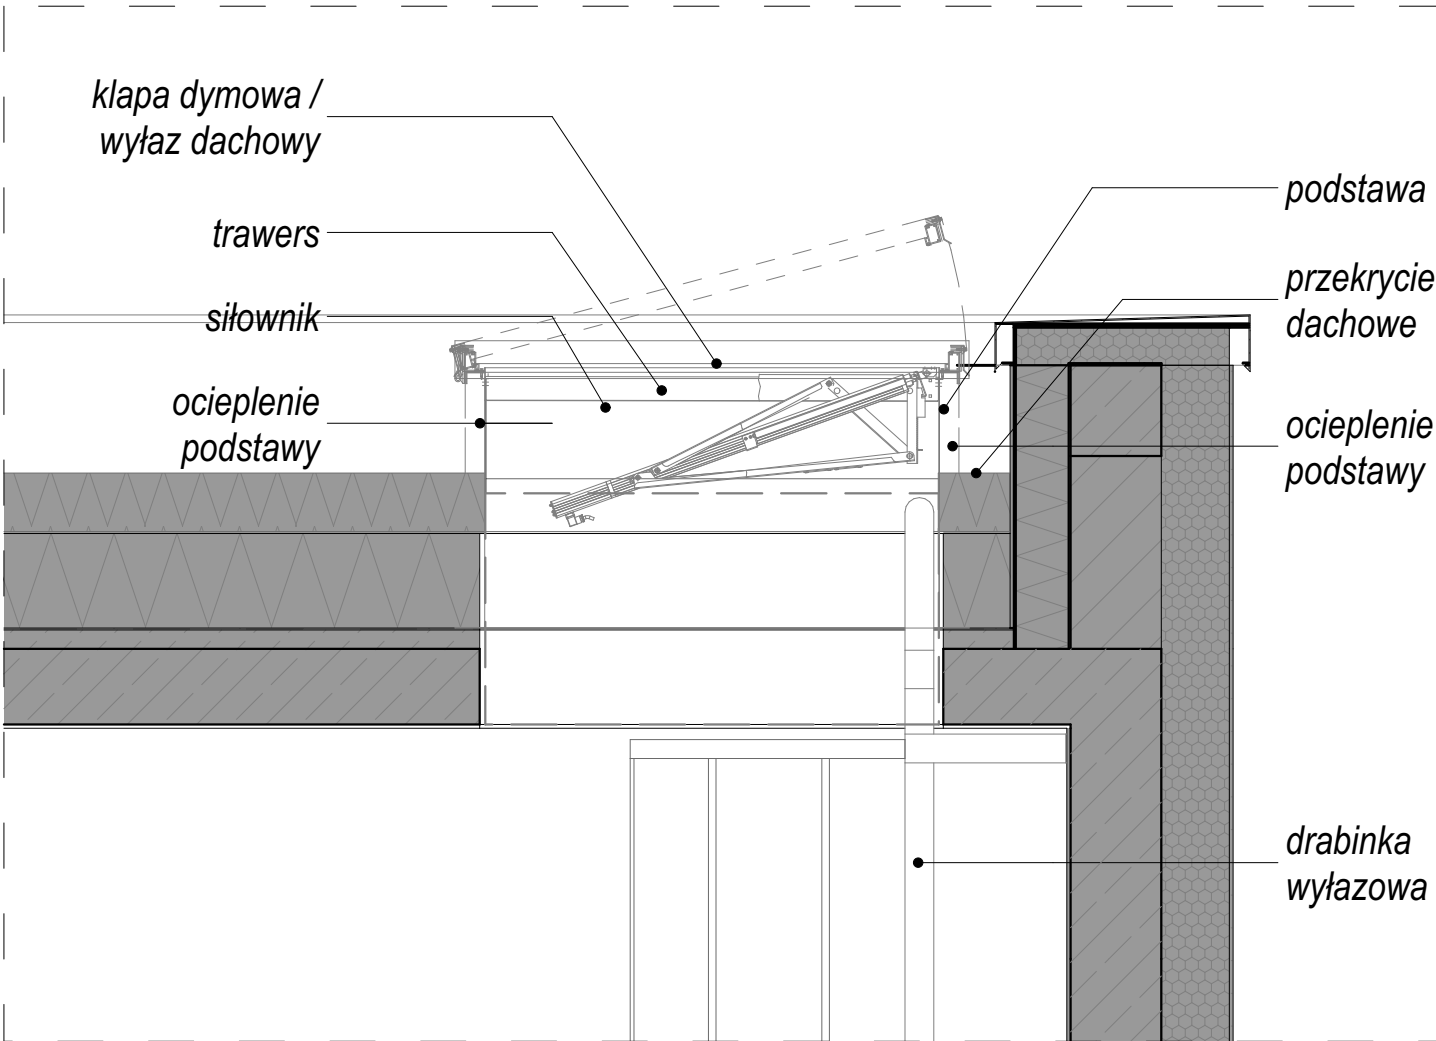 klapa dymowa /
wyłaz dachowy
trawers
siłownik
ocieplenie
podstawy
podstawa
przekrycie
dachowe
ocieplenie
podstawy
drabinka
wyłazowa